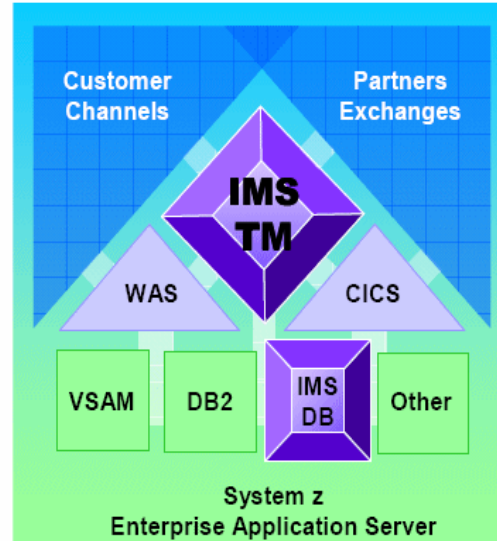 Customer
Channels
Partners
Exchanges
IMS
TM
WAS
CICS
VSAM
DB2
IMS
DB
Other
System z
Enterprise Application Server